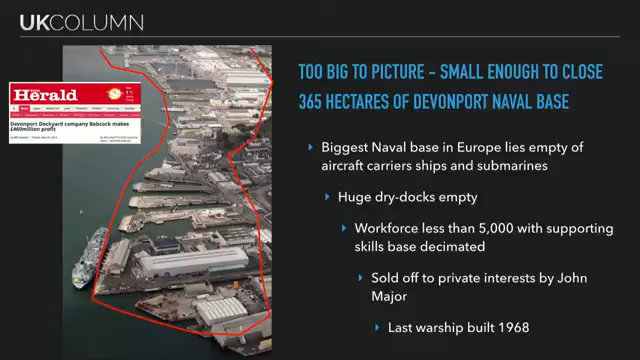 UKCOLUMN
TOO BIG TO PICTURE - SMALL ENOUGH TO CLOSE
365 HECTARES OF DEVONPORT NAVAL BASE
Herald
Devonport Dockyard company Babcock makes
£460million profit
Biggest Naval base in Europe lies empty of
aircraft carriers ships and submarines
Huge dry-docks empty
Workforce less than 5,000 with supporting
skills base decimated
Sold off to private interests by John
Major
Last warship built 1968